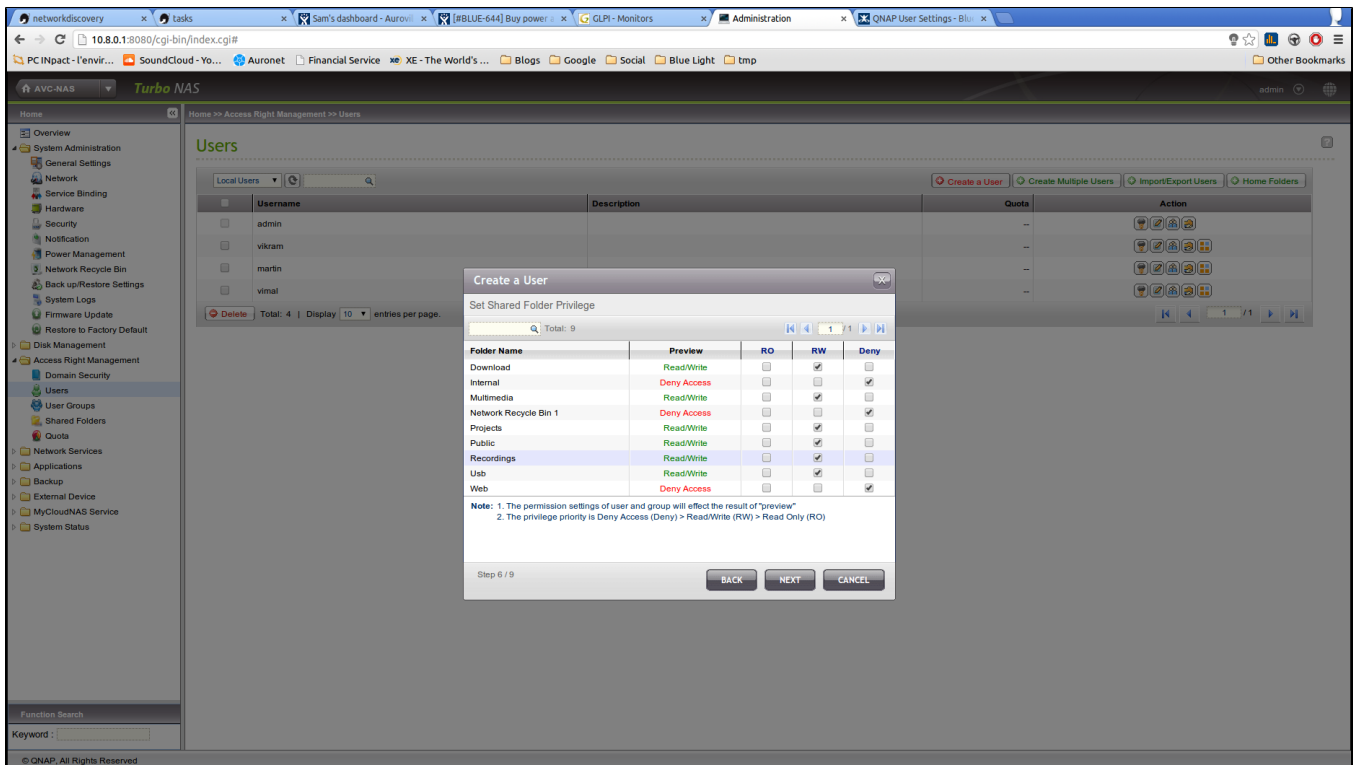 networkdiscovery
tasks
Sam's dashboard - Aurovil
[#BLUE-644] Buy power a
GLPI - Monitors
Administration
QNAP User Settings - Blu
10.8.0.1:8080/cgi-bin/index.cgi#
PC INpact - l'envir...
SoundCloud - Yo...
Auronet
Financial Service
XE - The World's ...
Blogs
Google
Social
Blue Light
tmp
Other Bookmarks
AVC-NAS
Turbo NAS
admin
Home
Home >> Access Right Management >> Users
Overview
System Administration
General Settings
Network
Service Binding
Hardware
Security
Notification
Power Management
Network Recycle Bin
Back up/Restore Settings
System Logs
Firmware Update
Restore to Factory Default
Disk Management
Access Right Management
Domain Security
Users
User Groups
Shared Folders
Quota
Network Services
Applications
Backup
External Device
MyCloudNAS Service
System Status
Function Search
Keyword :
© QNAP, All Rights Reserved
Users
Local Users
Create a User
Create Multiple Users
Import/Export Users
Home Folders
Username Description Quota Action
admin --
vikram --
martin --
vimal --
Delete Total: 4 | Display 10 entries per page. 1 /1
Create a User
Set Shared Folder Privilege
Total: 9 1 /1
Folder Name Preview RO RW Deny
Download Read/Write
Internal Deny Access
Multimedia Read/Write
Network Recycle Bin 1 Deny Access
Projects Read/Write
Public Read/Write
Recordings Read/Write
Usb Read/Write
Web Deny Access
Note: 1. The permission settings of user and group will effect the result of "preview"
2. The privilege priority is Deny Access (Deny) > Read/Write (RW) > Read Only (RO)
Step 6 / 9
BACK
NEXT
CANCEL